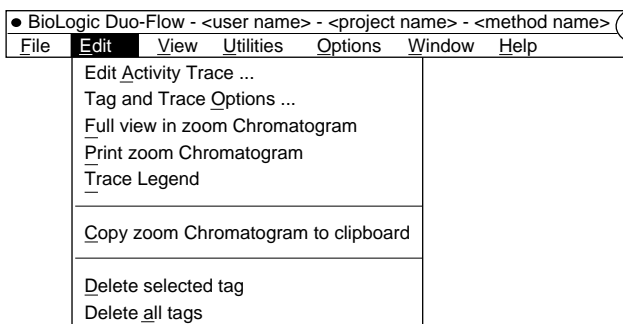 BioLogic Duo-Flow - <user name> - <project name> - <method name>
File Edit View Utilities Options Window Help
Edit Activity Trace ...
Tag and Trace Options ...
Full view in zoom Chromatogram
Print zoom Chromatogram
Trace Legend
Copy zoom Chromatogram to clipboard
Delete selected tag
Delete all tags